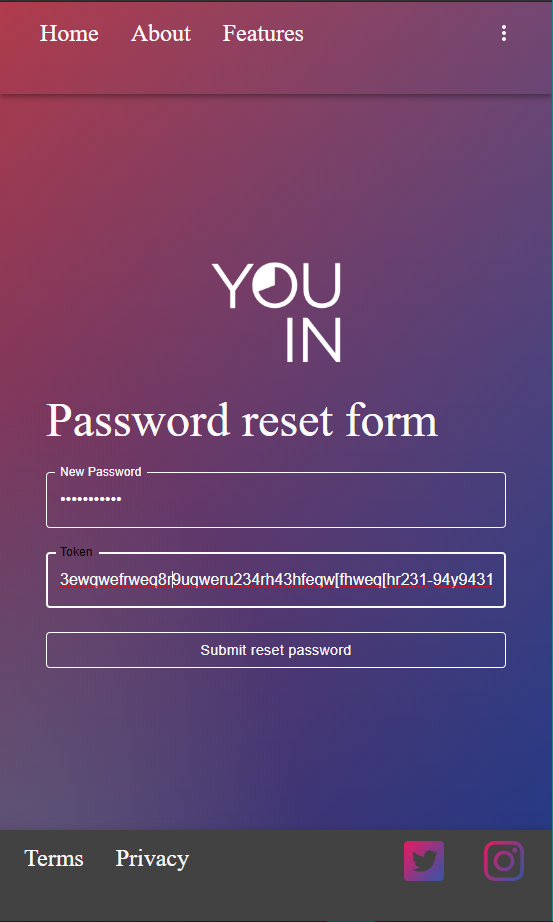 Home About Features
YOU
IN
Password reset form
New Password
•••••••••••
Token
3ewqwefrweq8r9uqweru234rh43hfeqw[fhweq[hr231-94y9431
Submit reset password
Terms Privacy